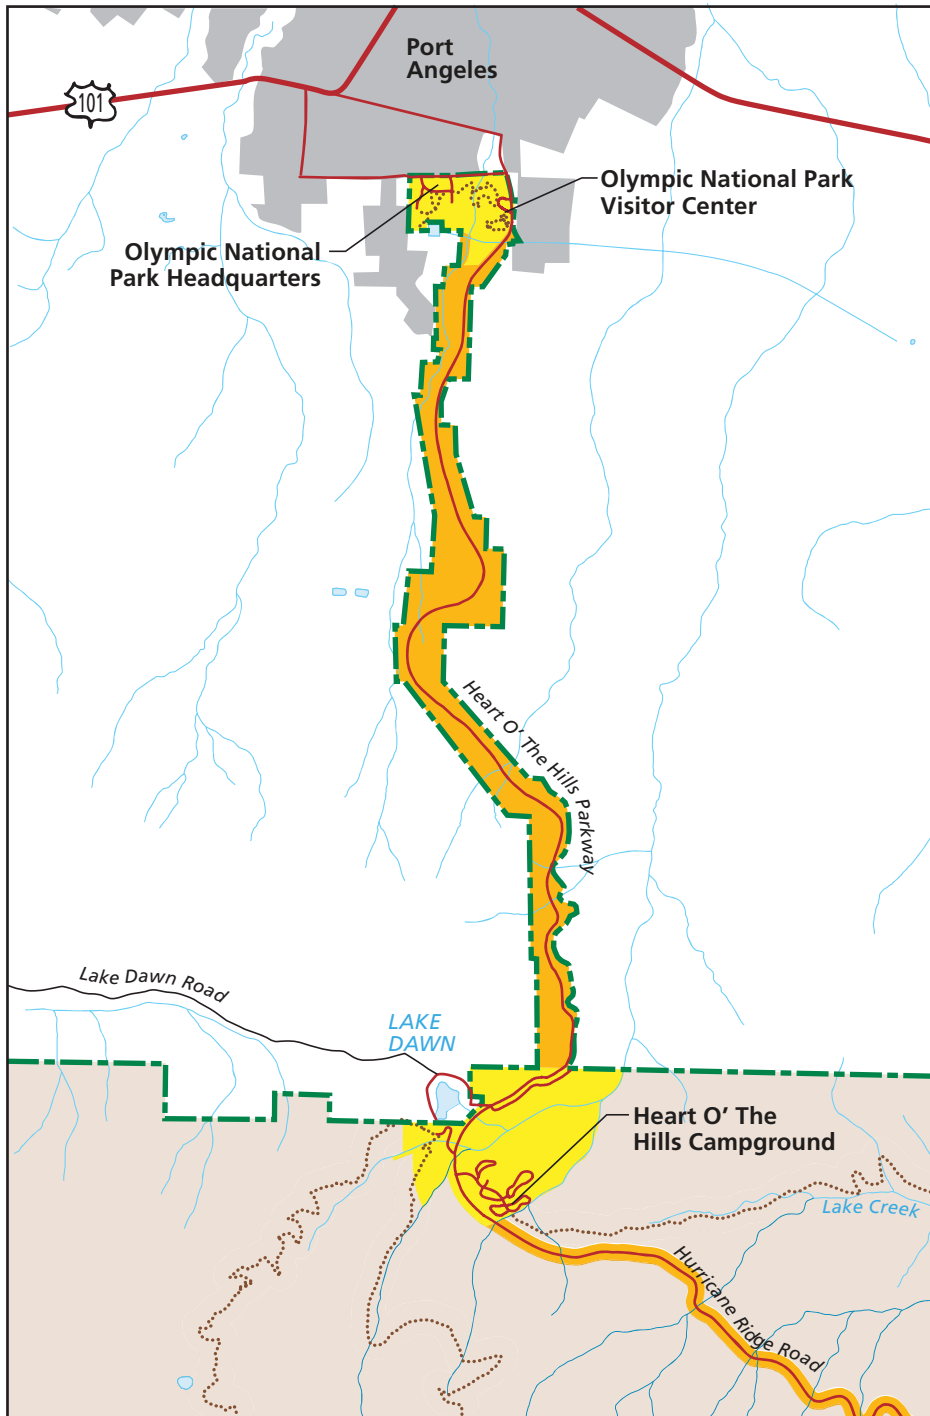 Port
Angeles
101
Olympic National Park
Visitor Center
Olympic National
Park Headquarters
Heart O' The Hills Parkway
Lake Dawn Road
LAKE
DAWN
Heart O' The
Hills Campground
Lake Creek
Hurricane Ridge Road